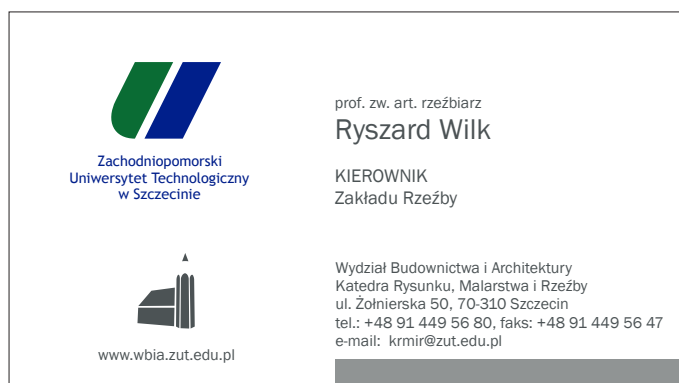 Zachodniopomorski
Uniwersytet Technologiczny
w Szczecinie
www.wbia.zut.edu.pl
prof. zw. art. rzeźbiarz
Ryszard Wilk
KIEROWNIK
Zakładu Rzeźby
Wydział Budownictwa i Architektury
Katedra Rysunku, Malarstwa i Rzeźby
ul. Żołnierska 50, 70-310 Szczecin
tel.: +48 91 449 56 80, faks: +48 91 449 56 47
e-mail: krmir@zut.edu.pl